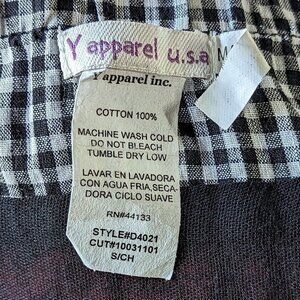 Y apparel u.s.a
M
Y apparel inc.
COTTON 100%
MACHINE WASH COLD
DO NOT BLEACH
TUMBLE DRY LOW
LAVAR EN LAVADORA
CON AGUA FRIA,SECA-
DORA CICLO SUAVE
RN#44133
STYLE#D4021
CUT#10031101
S/CH